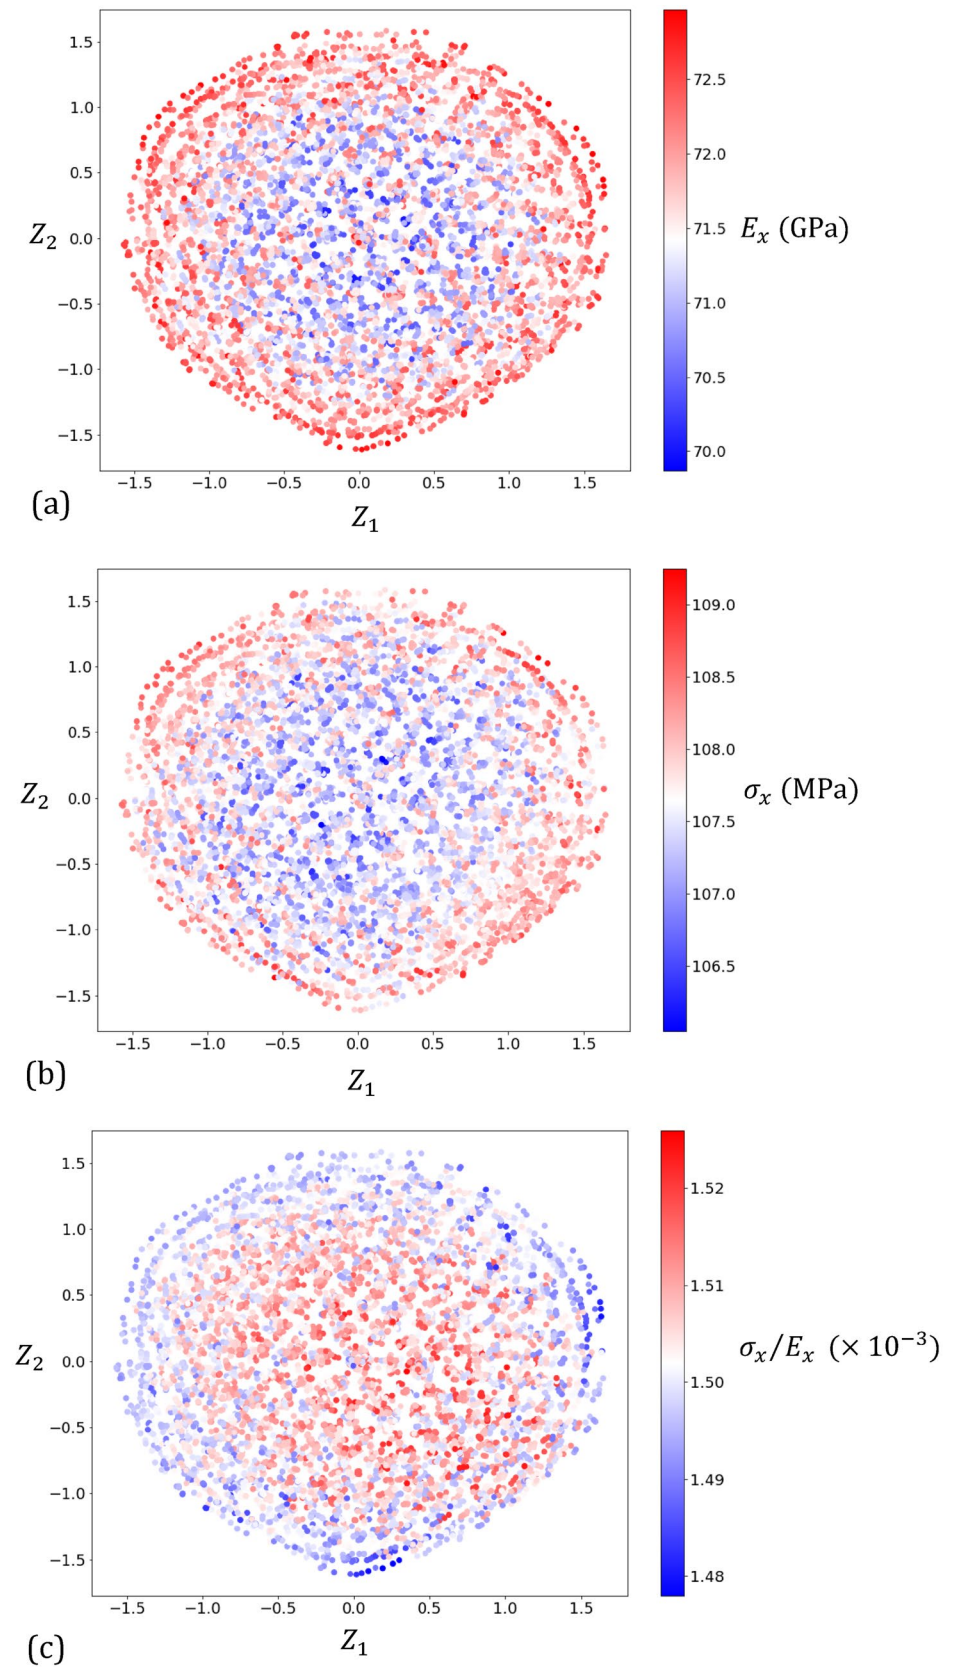 1.5
1.0
0.5
0.0
−0.5
−1.0
−1.5
Z₂
−1.5 −1.0 −0.5 0.0 0.5 1.0 1.5
Z₁
72.5
72.0
71.5
71.0
70.5
70.0
Eₓ (GPa)
(a)
1.5
1.0
0.5
0.0
−0.5
−1.0
−1.5
Z₂
−1.5 −1.0 −0.5 0.0 0.5 1.0 1.5
Z₁
109.0
108.5
108.0
107.5
107.0
106.5
σₓ (MPa)
(b)
1.5
1.0
0.5
0.0
−0.5
−1.0
−1.5
Z₂
−1.5 −1.0 −0.5 0.0 0.5 1.0 1.5
Z₁
1.52
1.51
1.50
1.49
1.48
σₓ/Eₓ (× 10⁻³)
(c)